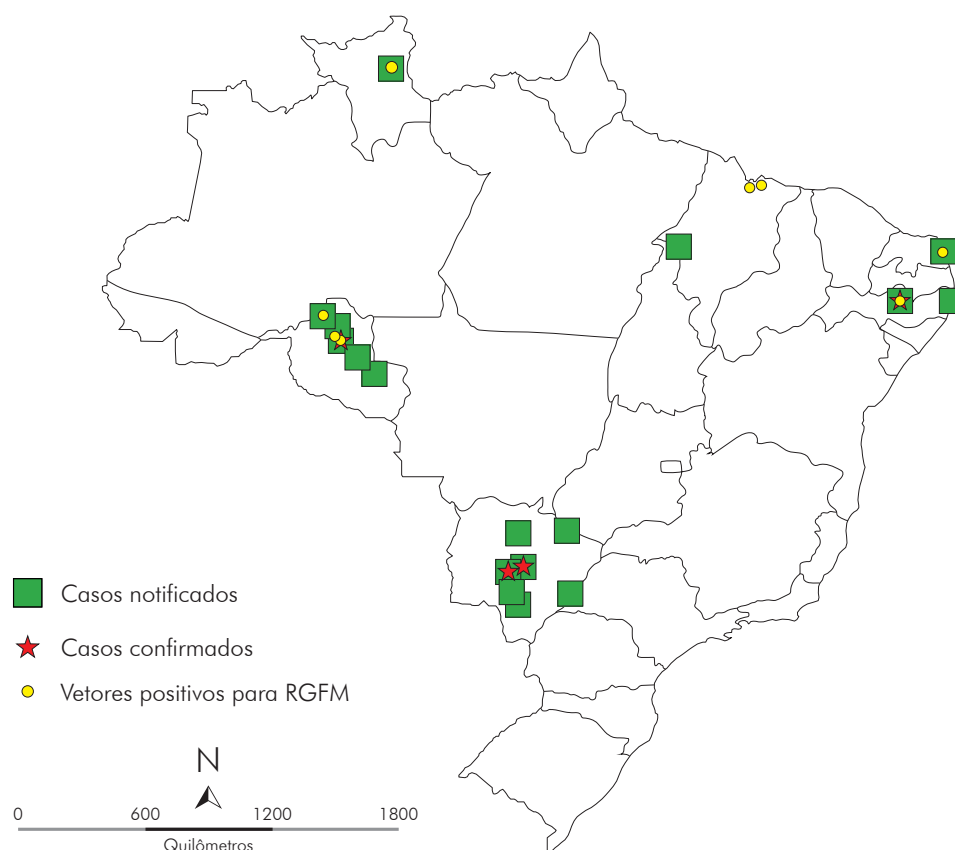 Casos notificados
Casos confirmados
Vetores positivos para RGFM
N
0 600 1200 1800
Quilômetros